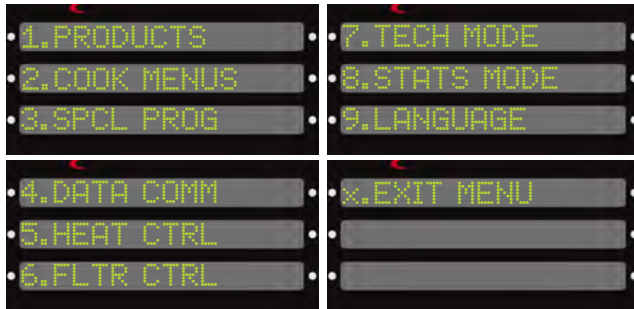 1.PRODUCTS
2.COOK MENUS
3.SPCL PROG
4.DATA COMM
5.HEAT CTRL
6.FLTR CTRL
7.TECH MODE
8.STATS MODE
9.LANGUAGE
x.EXIT MENU